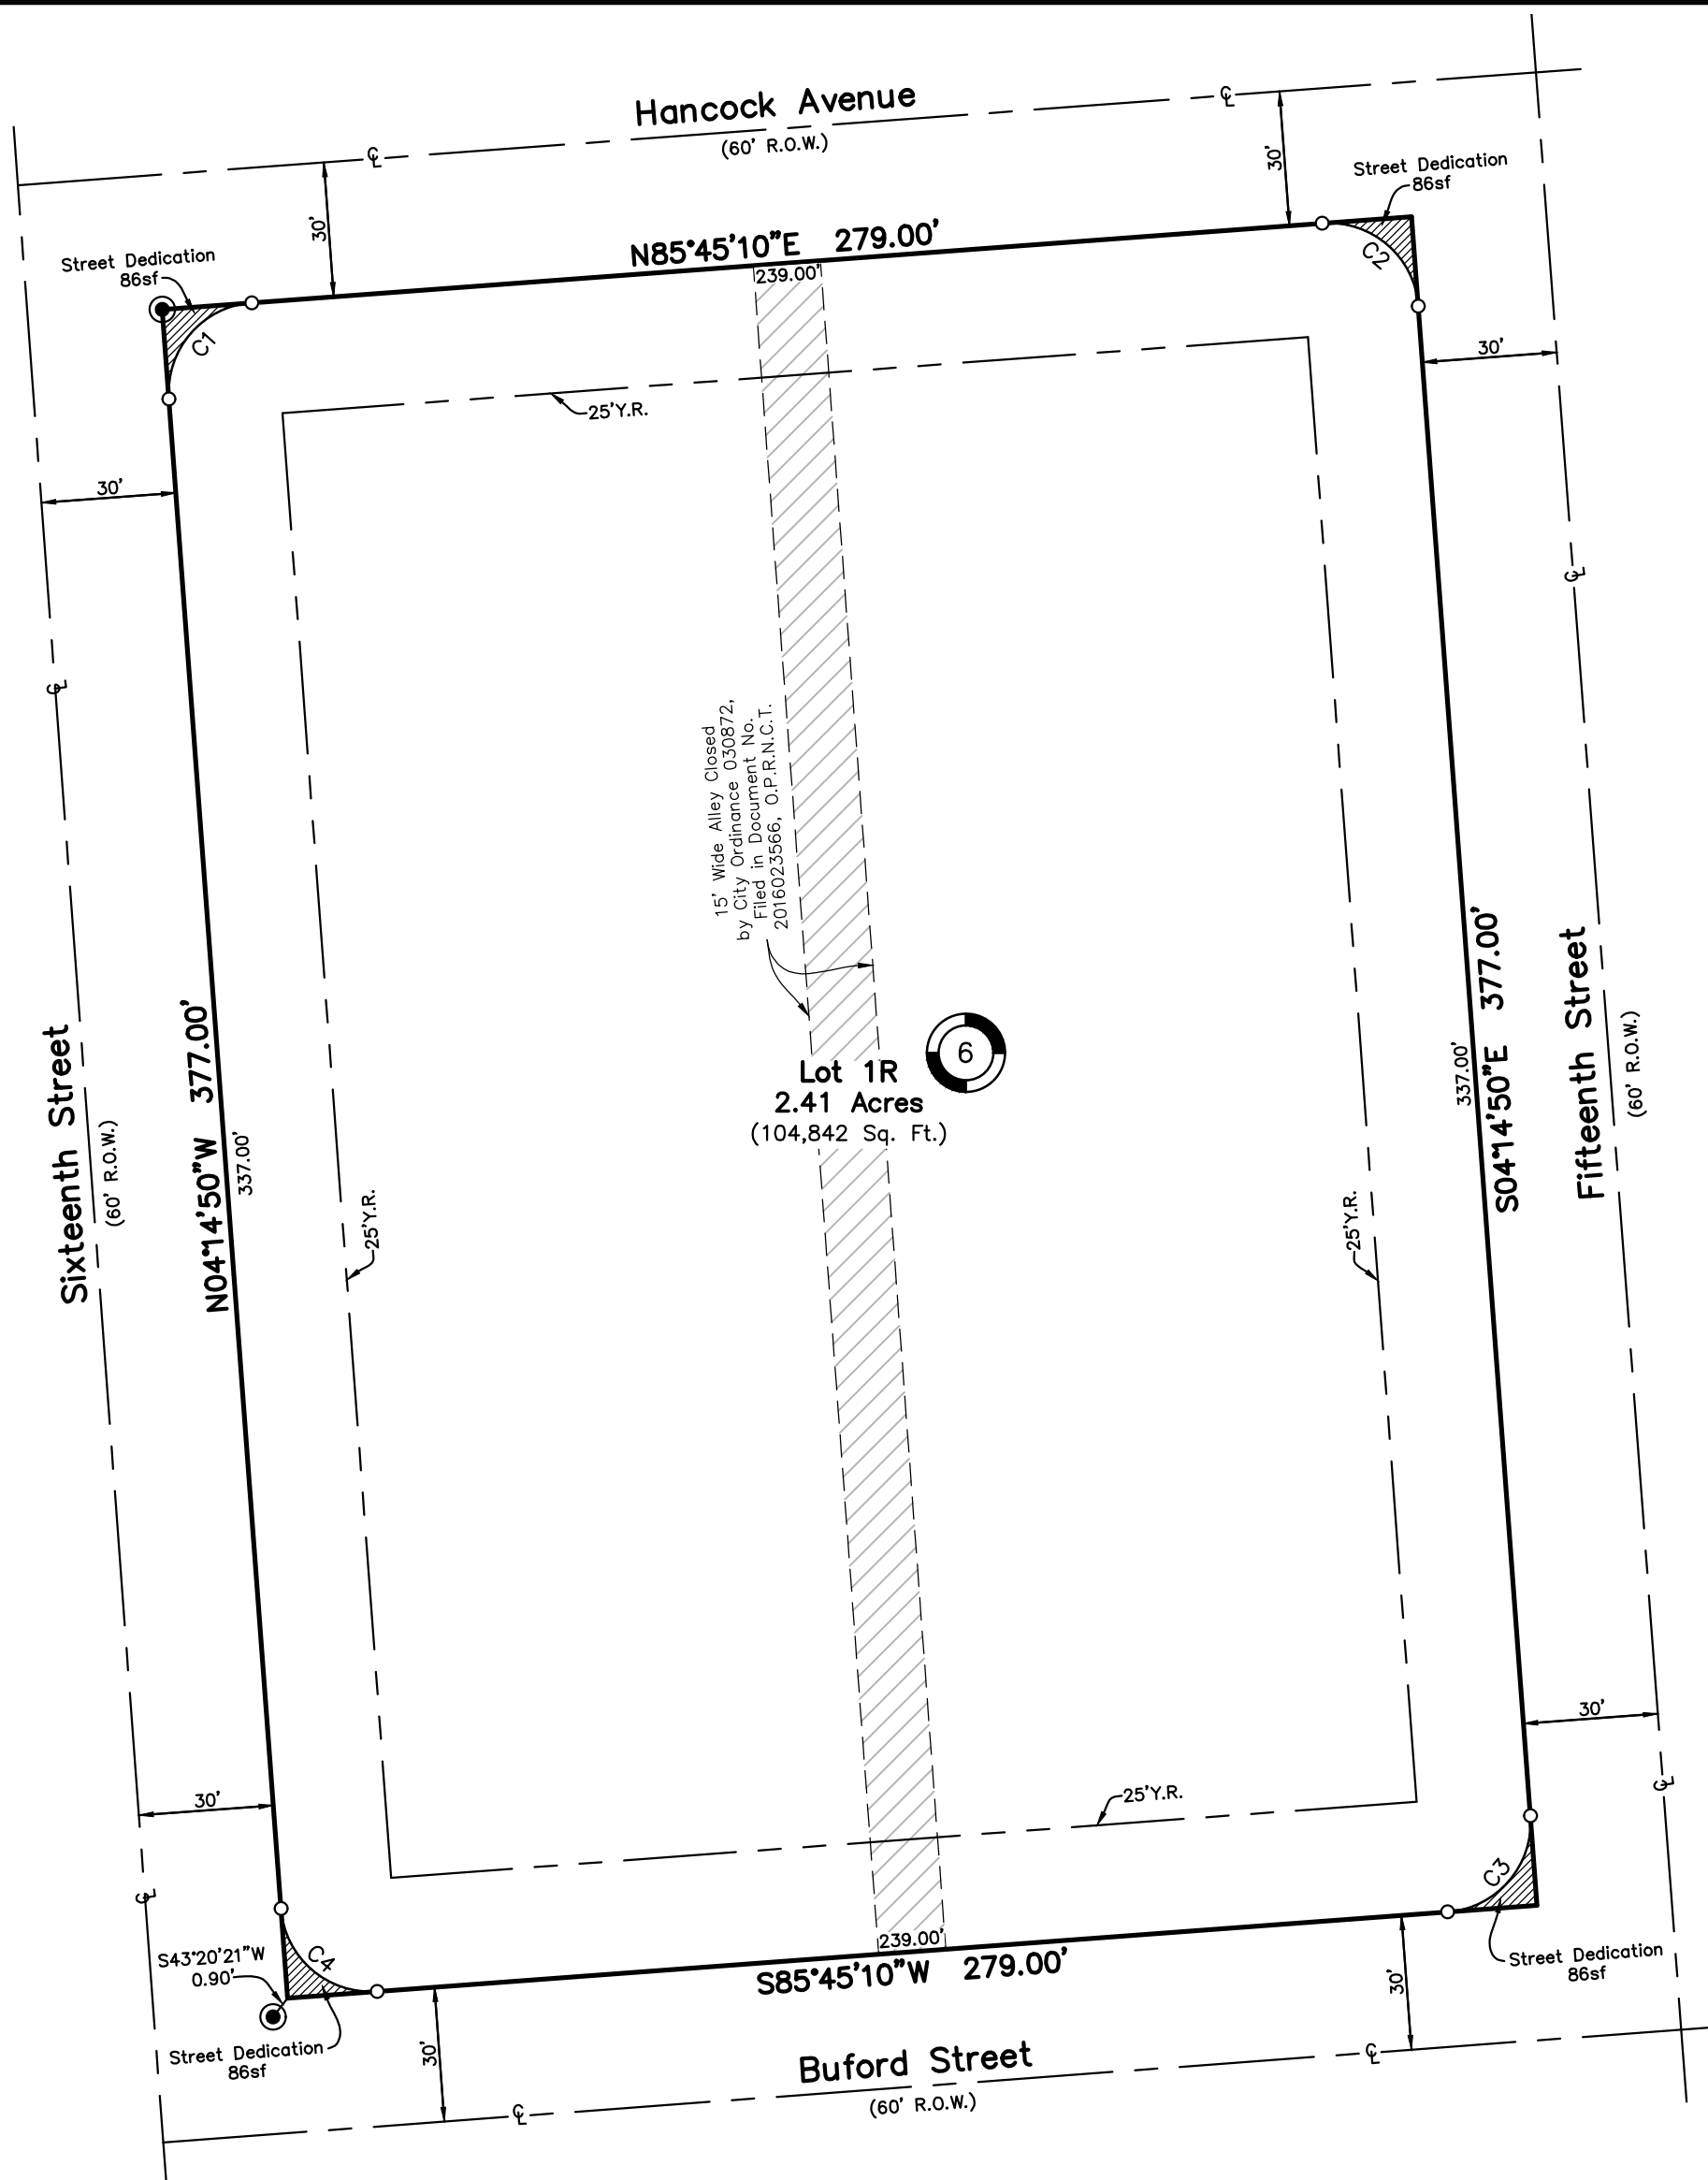 Hancock Avenue
(60' R.O.W.)
℄
℄
30'
30'
Street Dedication
86sf
Street Dedication
86sf
N85°45'10"E 279.00'
239.00'
C1
C2
30'
25'Y.R.
30'
℄
℄
15' Wide Alley Closed
by City Ordinance 030872,
Filed in Document No.
2016023566, O.P.R.N.C.T.
6
Lot 1R
2.41 Acres
(104,842 Sq. Ft.)
Sixteenth Street
(60' R.O.W.)
N04°14'50"W 377.00'
337.00'
25'Y.R.
25'Y.R.
337.00'
S04°14'50"E 377.00'
Fifteenth Street
(60' R.O.W.)
30'
30'
25'Y.R.
℄
℄
C3
C4
239.00'
S85°45'10"W 279.00'
S43°20'21"W
0.90'
Street Dedication
86sf
Street Dedication
86sf
30'
30'
Buford Street
(60' R.O.W.)
℄
℄